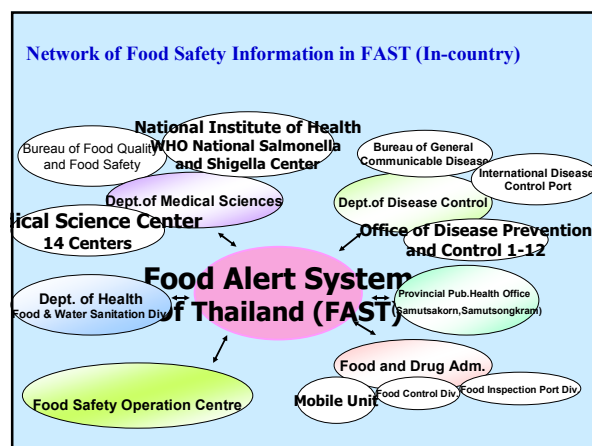 Network of Food Safety Information in FAST (In-country)
National Institute of Health
WHO National Salmonella
and Shigella Center
Bureau of Food Quality
and Food Safety
Dept.of Medical Sciences
ical Science Center
14 Centers
Bureau of General
Communicable Disease
International Disease
Control Port
Dept.of Disease Control
Office of Disease Prevention
and Control 1-12
Food Alert System
of Thailand (FAST)
Dept. of Health
Food & Water Sanitation Div.
Provincial Pub.Health Office
(Samutsakorn,Samutsongkram)
Food and Drug Adm.
Mobile Unit
Food Control Div.
Food Inspection Port Div.
Food Safety Operation Centre